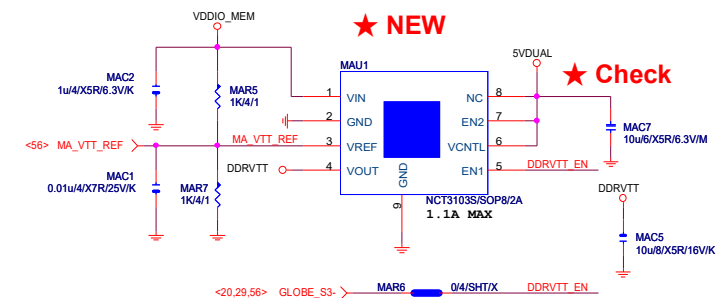 VDDIO_MEM
★ NEW
5VDUAL
★ Check
MAU1
MAC2
1u/4/X5R/6.3V/K
MAR5
1K/4/1
1 VIN NC 8
2 GND EN2 7
3 VREF VCNTL 6
4 VOUT EN1 5
GND
9
MAC7
10u/6/X5R/6.3V/M
<56> MA_VTT_REF
MA_VTT_REF
DDRVTT
DDRVTT_EN
MAC1
0.01u/4/X7R/25V/K
MAR7
1K/4/1
NCT3103S/SOP8/2A
1.1A MAX
DDRVTT
MAC5
10u/8/X5R/16V/K
<20,29,56> GLOBE_S3- MAR6 0/4/SHT/X DDRVTT_EN